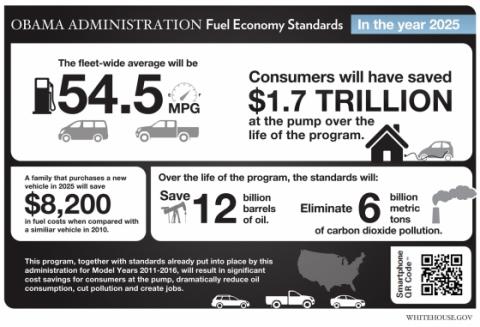 OBAMA ADMINISTRATION Fuel Economy Standards
In the year 2025
The fleet-wide average will be
54.5 MPG
E F
Consumers will have saved
$1.7 TRILLION
at the pump over the
life of the program.
A family that purchases a new
vehicle in 2025 will save
$8,200
in fuel costs when compared with
a similiar vehicle in 2010.
Over the life of the program, the standards will:
Save 12 billion
barrels
of oil.
Eliminate 6 billion
metric
tons
of carbon dioxide pollution.
This program, together with standards already put into place by this
administration for Model Years 2011-2016, will result in significant
cost savings for consumers at the pump, dramatically reduce oil
consumption, cut pollution and create jobs.
Smartphone
QR Code™
WHITEHOUSE.GOV